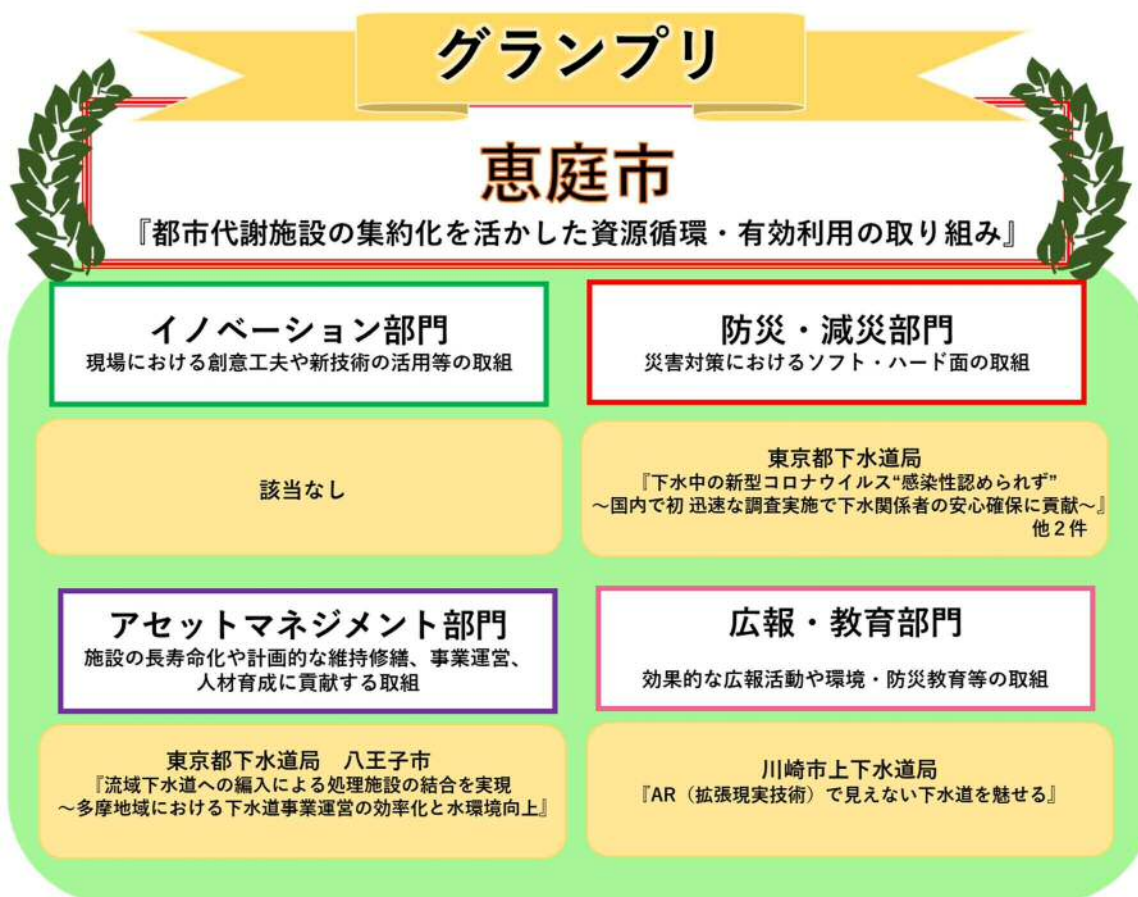 グランプリ
恵庭市
『都市代謝施設の集約化を活かした資源循環・有効利用の取り組み』
イノベーション部門
現場における創意工夫や新技術の活用等の取組
該当なし
防災・減災部門
災害対策におけるソフト・ハード面の取組
東京都下水道局
『下水中の新型コロナウイルス“感染性認められず”
～国内で初 迅速な調査実施で下水関係者の安心確保に貢献～』
他２件
アセットマネジメント部門
施設の長寿命化や計画的な維持修繕、事業運営、
人材育成に貢献する取組
東京都下水道局　八王子市
『流域下水道への編入による処理施設の結合を実現
～多摩地域における下水道事業運営の効率化と水環境向上』
広報・教育部門
効果的な広報活動や環境・防災教育等の取組
川崎市上下水道局
『AR（拡張現実技術）で見えない下水道を魅せる』